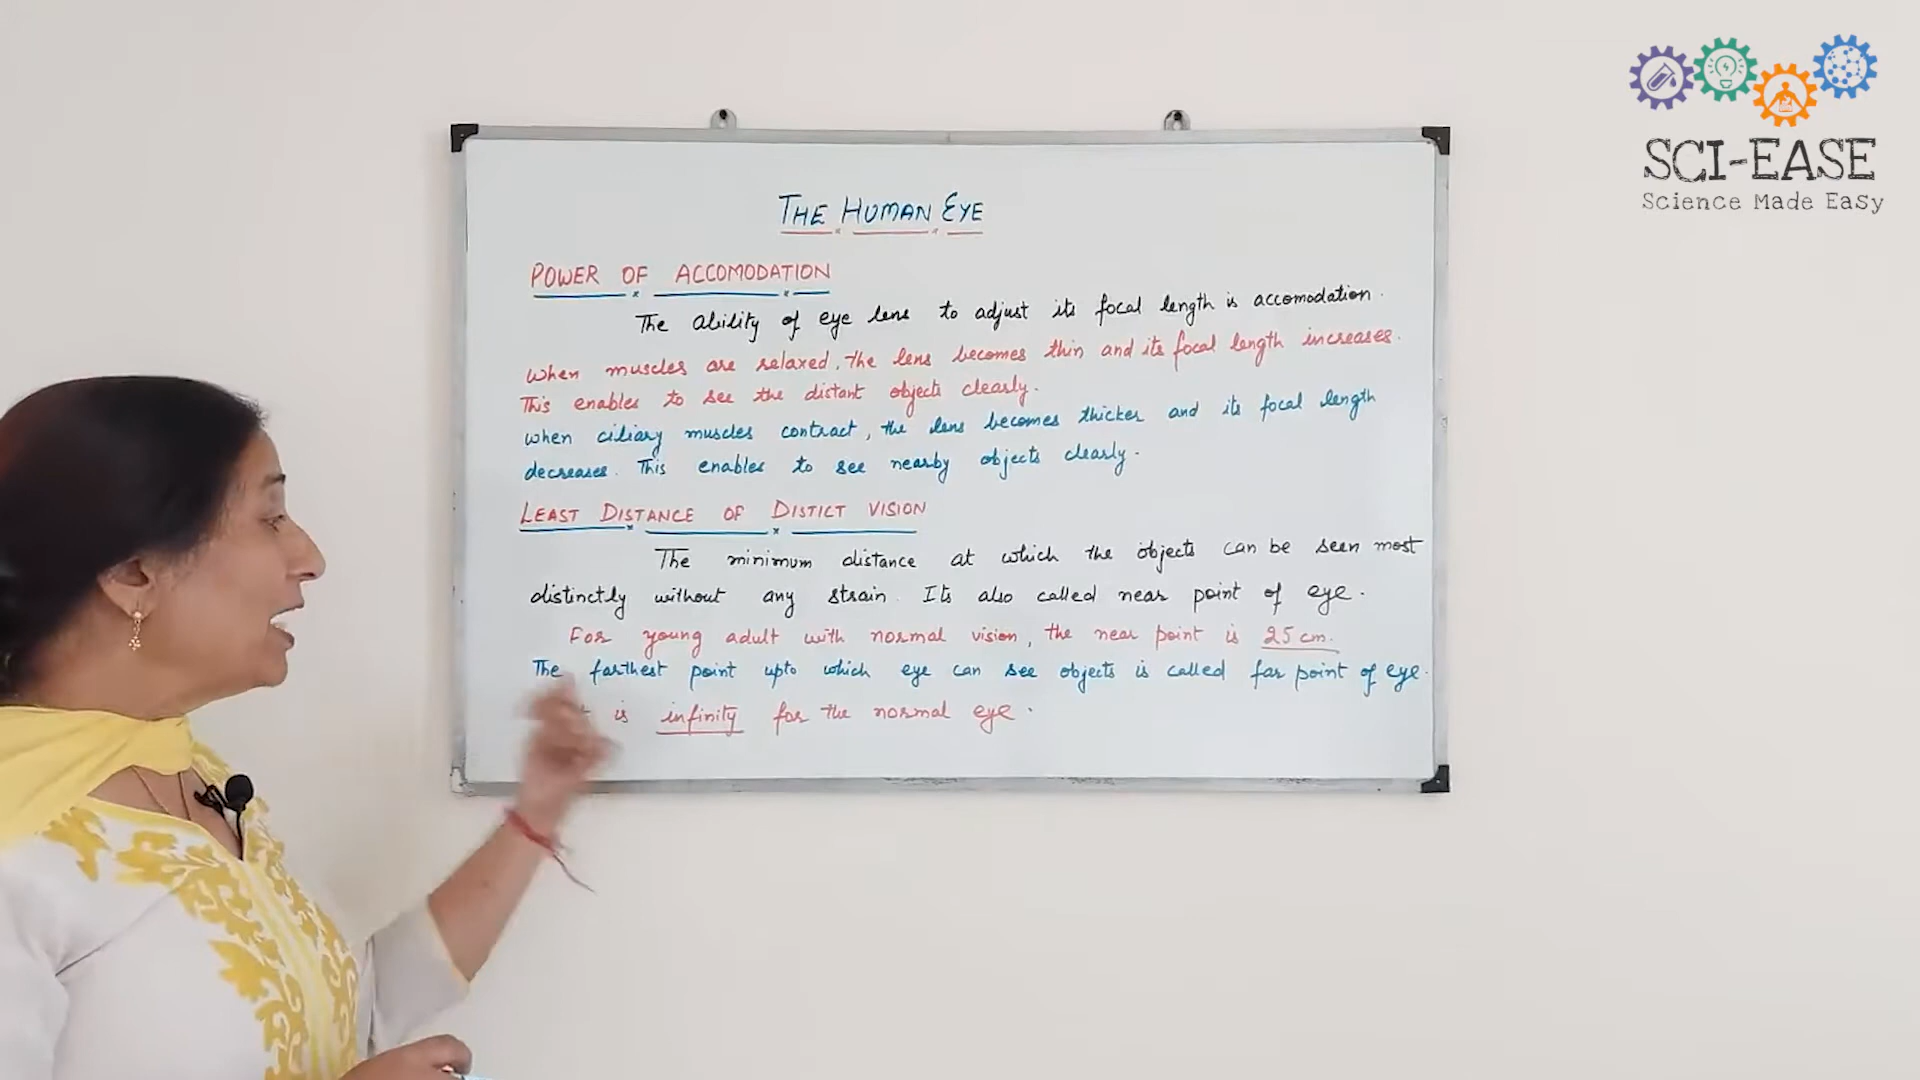 SCI-EASE
Science Made Easy
THE HUMAN EYE
POWER OF ACCOMODATION
The ability of eye lens to adjust its focal length is accomodation.
When muscles are relaxed, the lens becomes thin and its focal length increases.
This enables to see the distant objects clearly.
When ciliary muscles contract, the lens becomes thicker and its focal length
decreases. This enables to see nearby objects clearly.
LEAST DISTANCE OF DISTICT VISION
The minimum distance at which the objects can be seen most
distinctly without any strain. Its also called near point of eye.
For young adult with normal vision, the near point is 25 cm.
The farthest point upto which eye can see objects is called far point of eye.
is infinity for the normal eye.